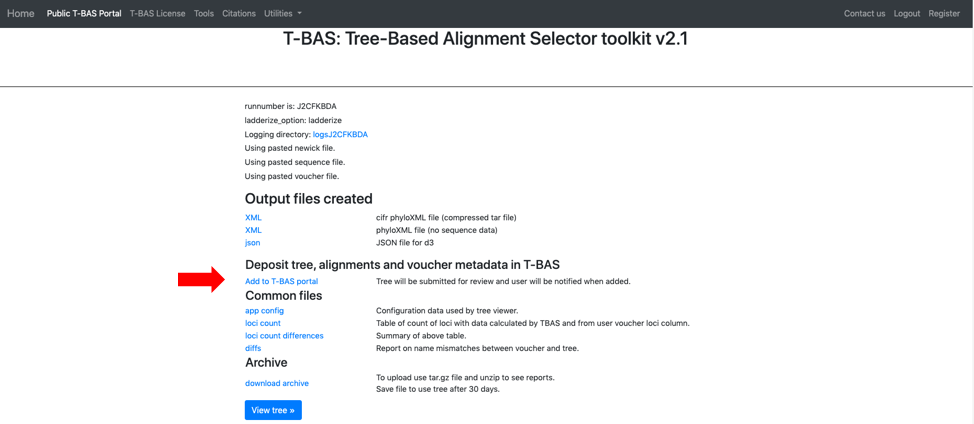 Home Public T-BAS Portal T-BAS License Tools Citations Utilities Contact us Logout Register
T-BAS: Tree-Based Alignment Selector toolkit v2.1
runnumber is: J2CFKBDA
ladderize_option: ladderize
Logging directory: logsJ2CFKBDA
Using pasted newick file.
Using pasted sequence file.
Using pasted voucher file.
Output files created
XML cifr phyloXML file (compressed tar file)
XML phyloXML file (no sequence data)
json JSON file for d3
Deposit tree, alignments and voucher metadata in T-BAS
Add to T-BAS portal Tree will be submitted for review and user will be notified when added.
Common files
app config Configuration data used by tree viewer.
loci count Table of count of loci with data calculated by TBAS and from user voucher loci column.
loci count differences Summary of above table.
diffs Report on name mismatches between voucher and tree.
Archive
download archive To upload use tar.gz file and unzip to see reports.
Save file to use tree after 30 days.
View tree »